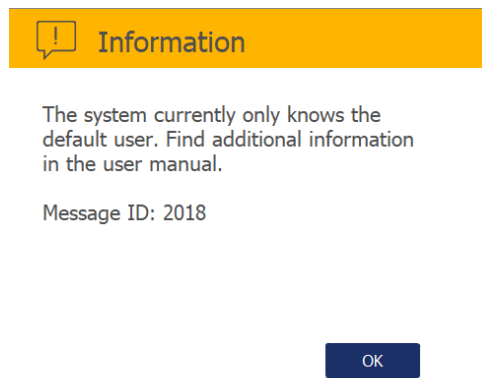 !
Information
The system currently only knows the
default user. Find additional information
in the user manual.
Message ID: 2018
OK